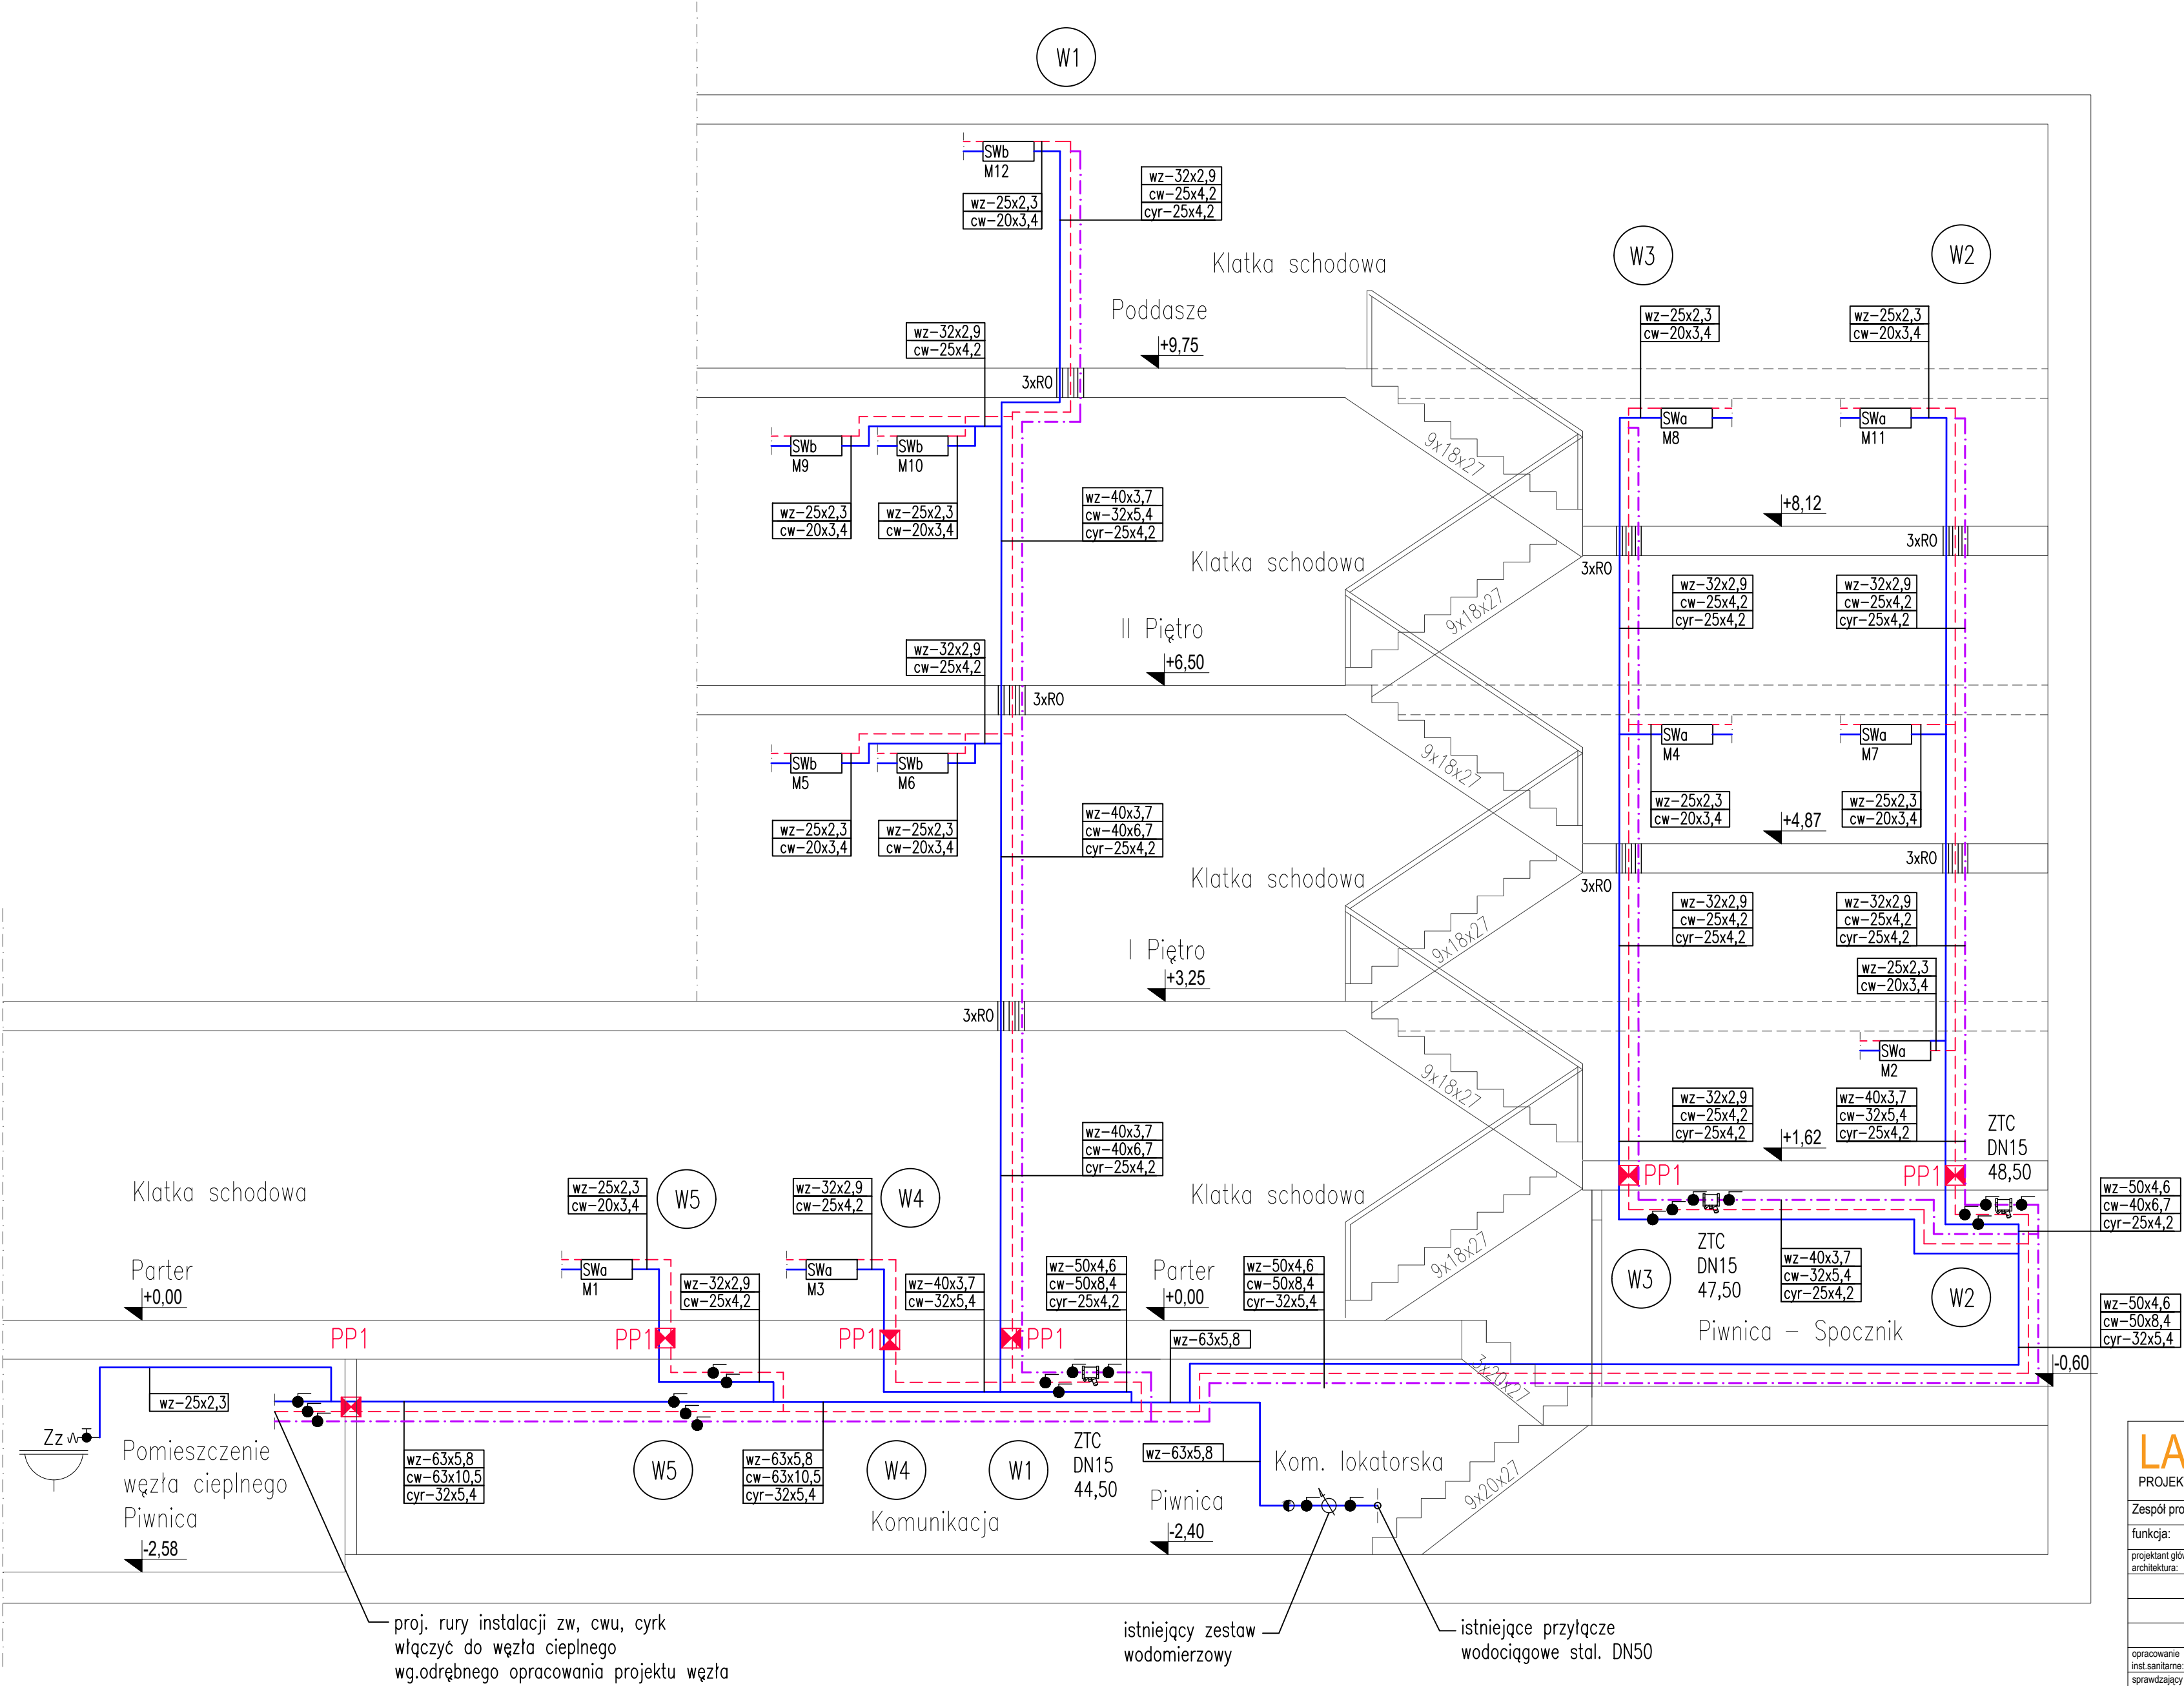 W1
SWb
M12
wz-25x2,3
cw-20x3,4
wz-32x2,9
cw-25x4,2
cyr-25x4,2
Klatka schodowa
W3
W2
Poddasze
+9,75
wz-32x2,9
cw-25x4,2
3xRO
wz-25x2,3
cw-20x3,4
wz-25x2,3
cw-20x3,4
SWb
M9
SWb
M10
SWa
M8
SWa
M11
9x18x27
wz-25x2,3
cw-20x3,4
wz-25x2,3
cw-20x3,4
wz-40x3,7
cw-32x5,4
cyr-25x4,2
+8,12
3xRO
3xRO
Klatka schodowa
9x18x27
wz-32x2,9
cw-25x4,2
cyr-25x4,2
wz-32x2,9
cw-25x4,2
cyr-25x4,2
II Piętro
+6,50
wz-32x2,9
cw-25x4,2
3xRO
SWb
M5
SWb
M6
SWa
M4
SWa
M7
9x18x27
wz-25x2,3
cw-20x3,4
wz-25x2,3
cw-20x3,4
wz-40x3,7
cw-40x6,7
cyr-25x4,2
wz-25x2,3
cw-20x3,4
wz-25x2,3
cw-20x3,4
+4,87
3xRO
3xRO
Klatka schodowa
9x18x27
wz-32x2,9
cw-25x4,2
cyr-25x4,2
wz-32x2,9
cw-25x4,2
cyr-25x4,2
I Piętro
+3,25
wz-25x2,3
cw-20x3,4
3xRO
SWa
M2
9x18x27
wz-40x3,7
cw-40x6,7
cyr-25x4,2
wz-32x2,9
cw-25x4,2
cyr-25x4,2
wz-40x3,7
cw-32x5,4
cyr-25x4,2
+1,62
ZTC
DN15
48,50
PP1
PP1
Klatka schodowa
wz-25x2,3
cw-20x3,4
W5
wz-32x2,9
cw-25x4,2
W4
Klatka schodowa
wz-50x4,6
cw-40x6,7
cyr-25x4,2
9x18x27
Parter
+0,00
SWa
M1
wz-32x2,9
cw-25x4,2
SWa
M3
wz-40x3,7
cw-32x5,4
wz-50x4,6
cw-50x8,4
cyr-25x4,2
Parter
+0,00
wz-50x4,6
cw-50x8,4
cyr-32x5,4
W3
ZTC
DN15
47,50
wz-40x3,7
cw-32x5,4
cyr-25x4,2
W2
wz-50x4,6
cw-50x8,4
cyr-32x5,4
PP1
PP1
PP1
PP1
wz-63x5,8
Piwnica - Spocznik
-0,60
3x20x27
wz-25x2,3
Zz
Pomieszczenie
węzła cieplnego
Piwnica
-2,58
wz-63x5,8
cw-63x10,5
cyr-32x5,4
W5
wz-63x5,8
cw-63x10,5
cyr-32x5,4
W4
W1
ZTC
DN15
44,50
wz-63x5,8
Kom. lokatorska
Komunikacja
Piwnica
-2,40
9x20x27
proj. rury instalacji zw, cwu, cyrk
włączyć do węzła cieplnego
wg.odrębnego opracowania projektu węzła
istniejący zestaw
wodomierzowy
istniejące przyłącze
wodociągowe stal. DN50
LA
PROJEK
Zespół pro
funkcja:
projektant głów
architektura:
opracowanie
inst.sanitarne:
sprawdzający